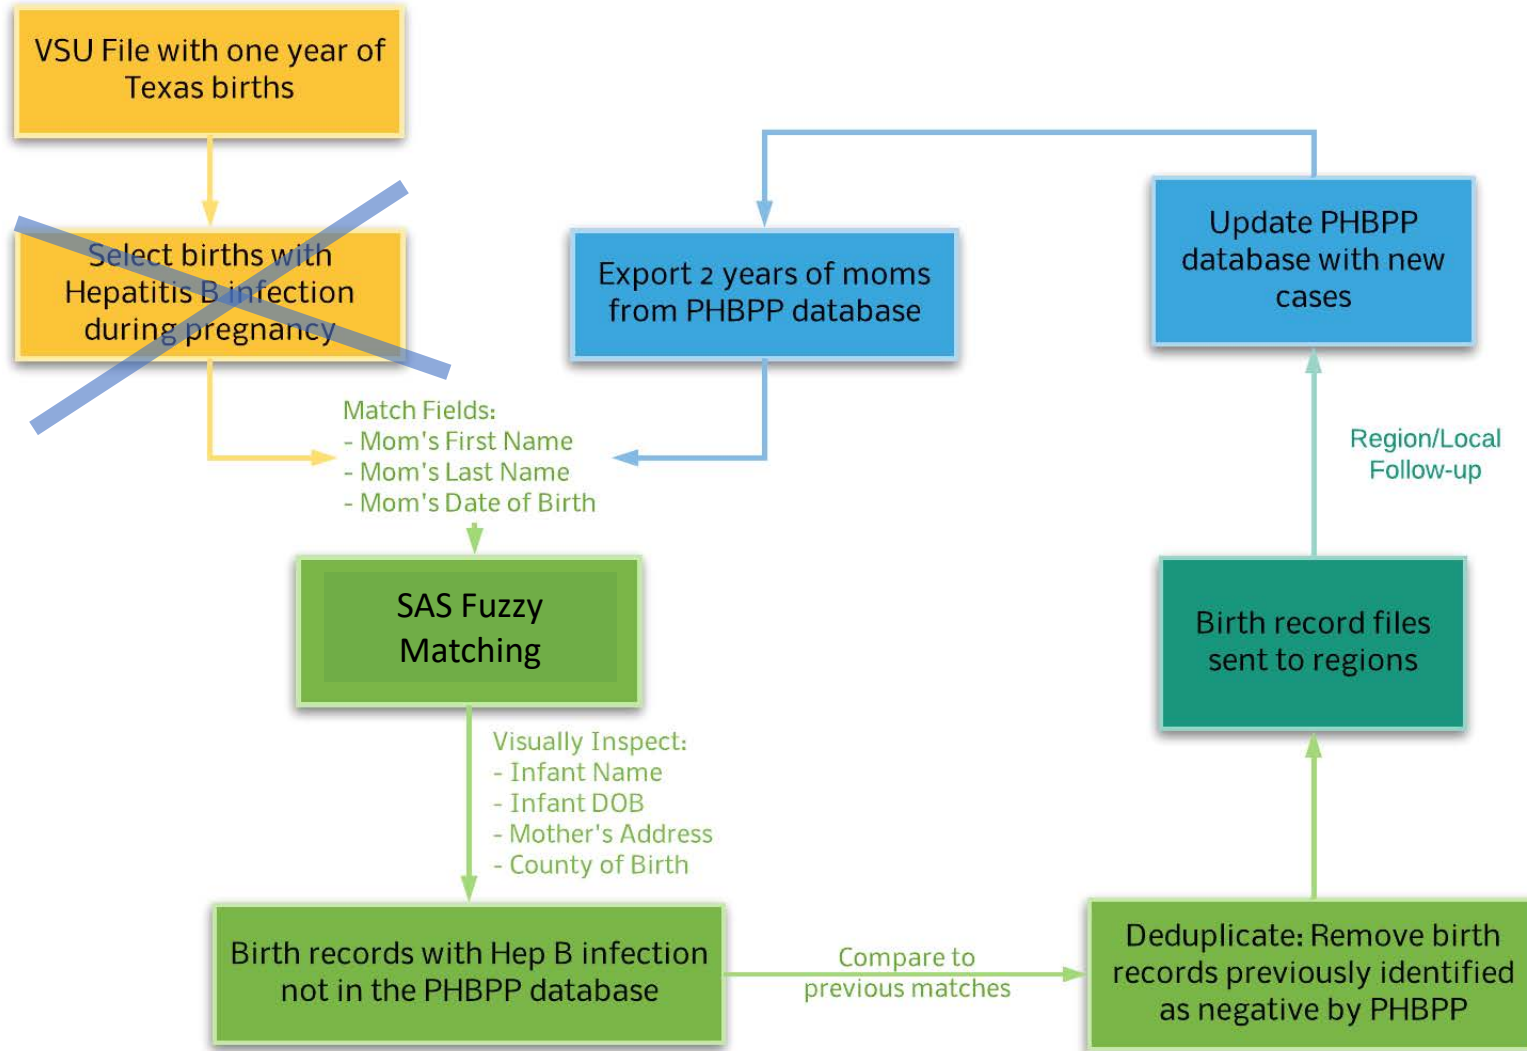 VSU File with one year of
Texas births
Select births with
Hepatitis B infection
during pregnancy
Export 2 years of moms
from PHBPP database
Update PHBPP
database with new
cases
Match Fields:
- Mom's First Name
- Mom's Last Name
- Mom's Date of Birth
Region/Local
Follow-up
SAS Fuzzy
Matching
Birth record files
sent to regions
Visually Inspect:
- Infant Name
- Infant DOB
- Mother's Address
- County of Birth
Birth records with Hep B infection
not in the PHBPP database
Compare to
previous matches
Deduplicate: Remove birth
records previously identified
as negative by PHBPP